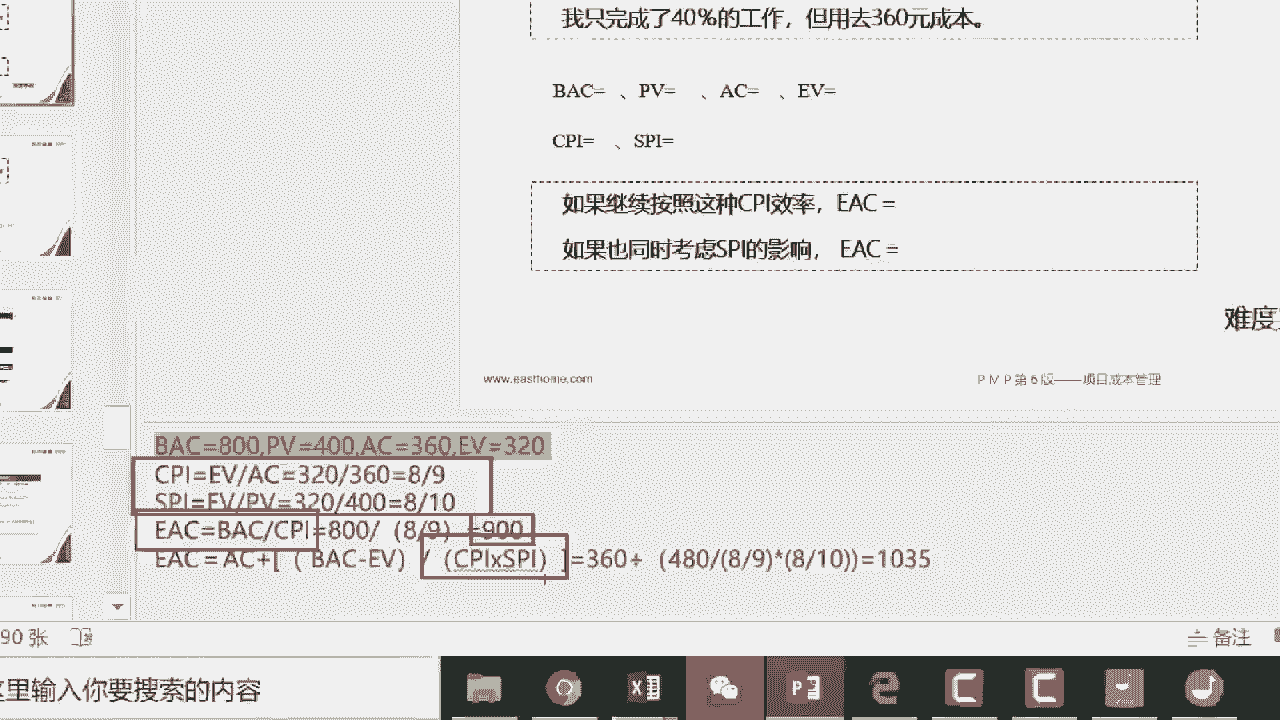 我只完成了40%的工作，但用去360元成本。
BAC= 、PV= 、AC= 、EV=
CPI= 、SPI=
如果继续按照这种CPI效率，EAC =
如果也同时考虑SPI的影响， EAC =
难度
www.easthome.com
PMP第6版——项目成本管理
BAC=800,PV=400,AC=360,EV=320
CPI=EV/AC=320/360=8/9
SPI=EV/PV=320/400=8/10
EAC=BAC/CPI=800/（8/9）=900
EAC = AC+[（BAC-EV）/（CPIxSPI）]=360+（480/(8/9)*(8/10))=1035
90 张
备注
里输入你要搜索的内容